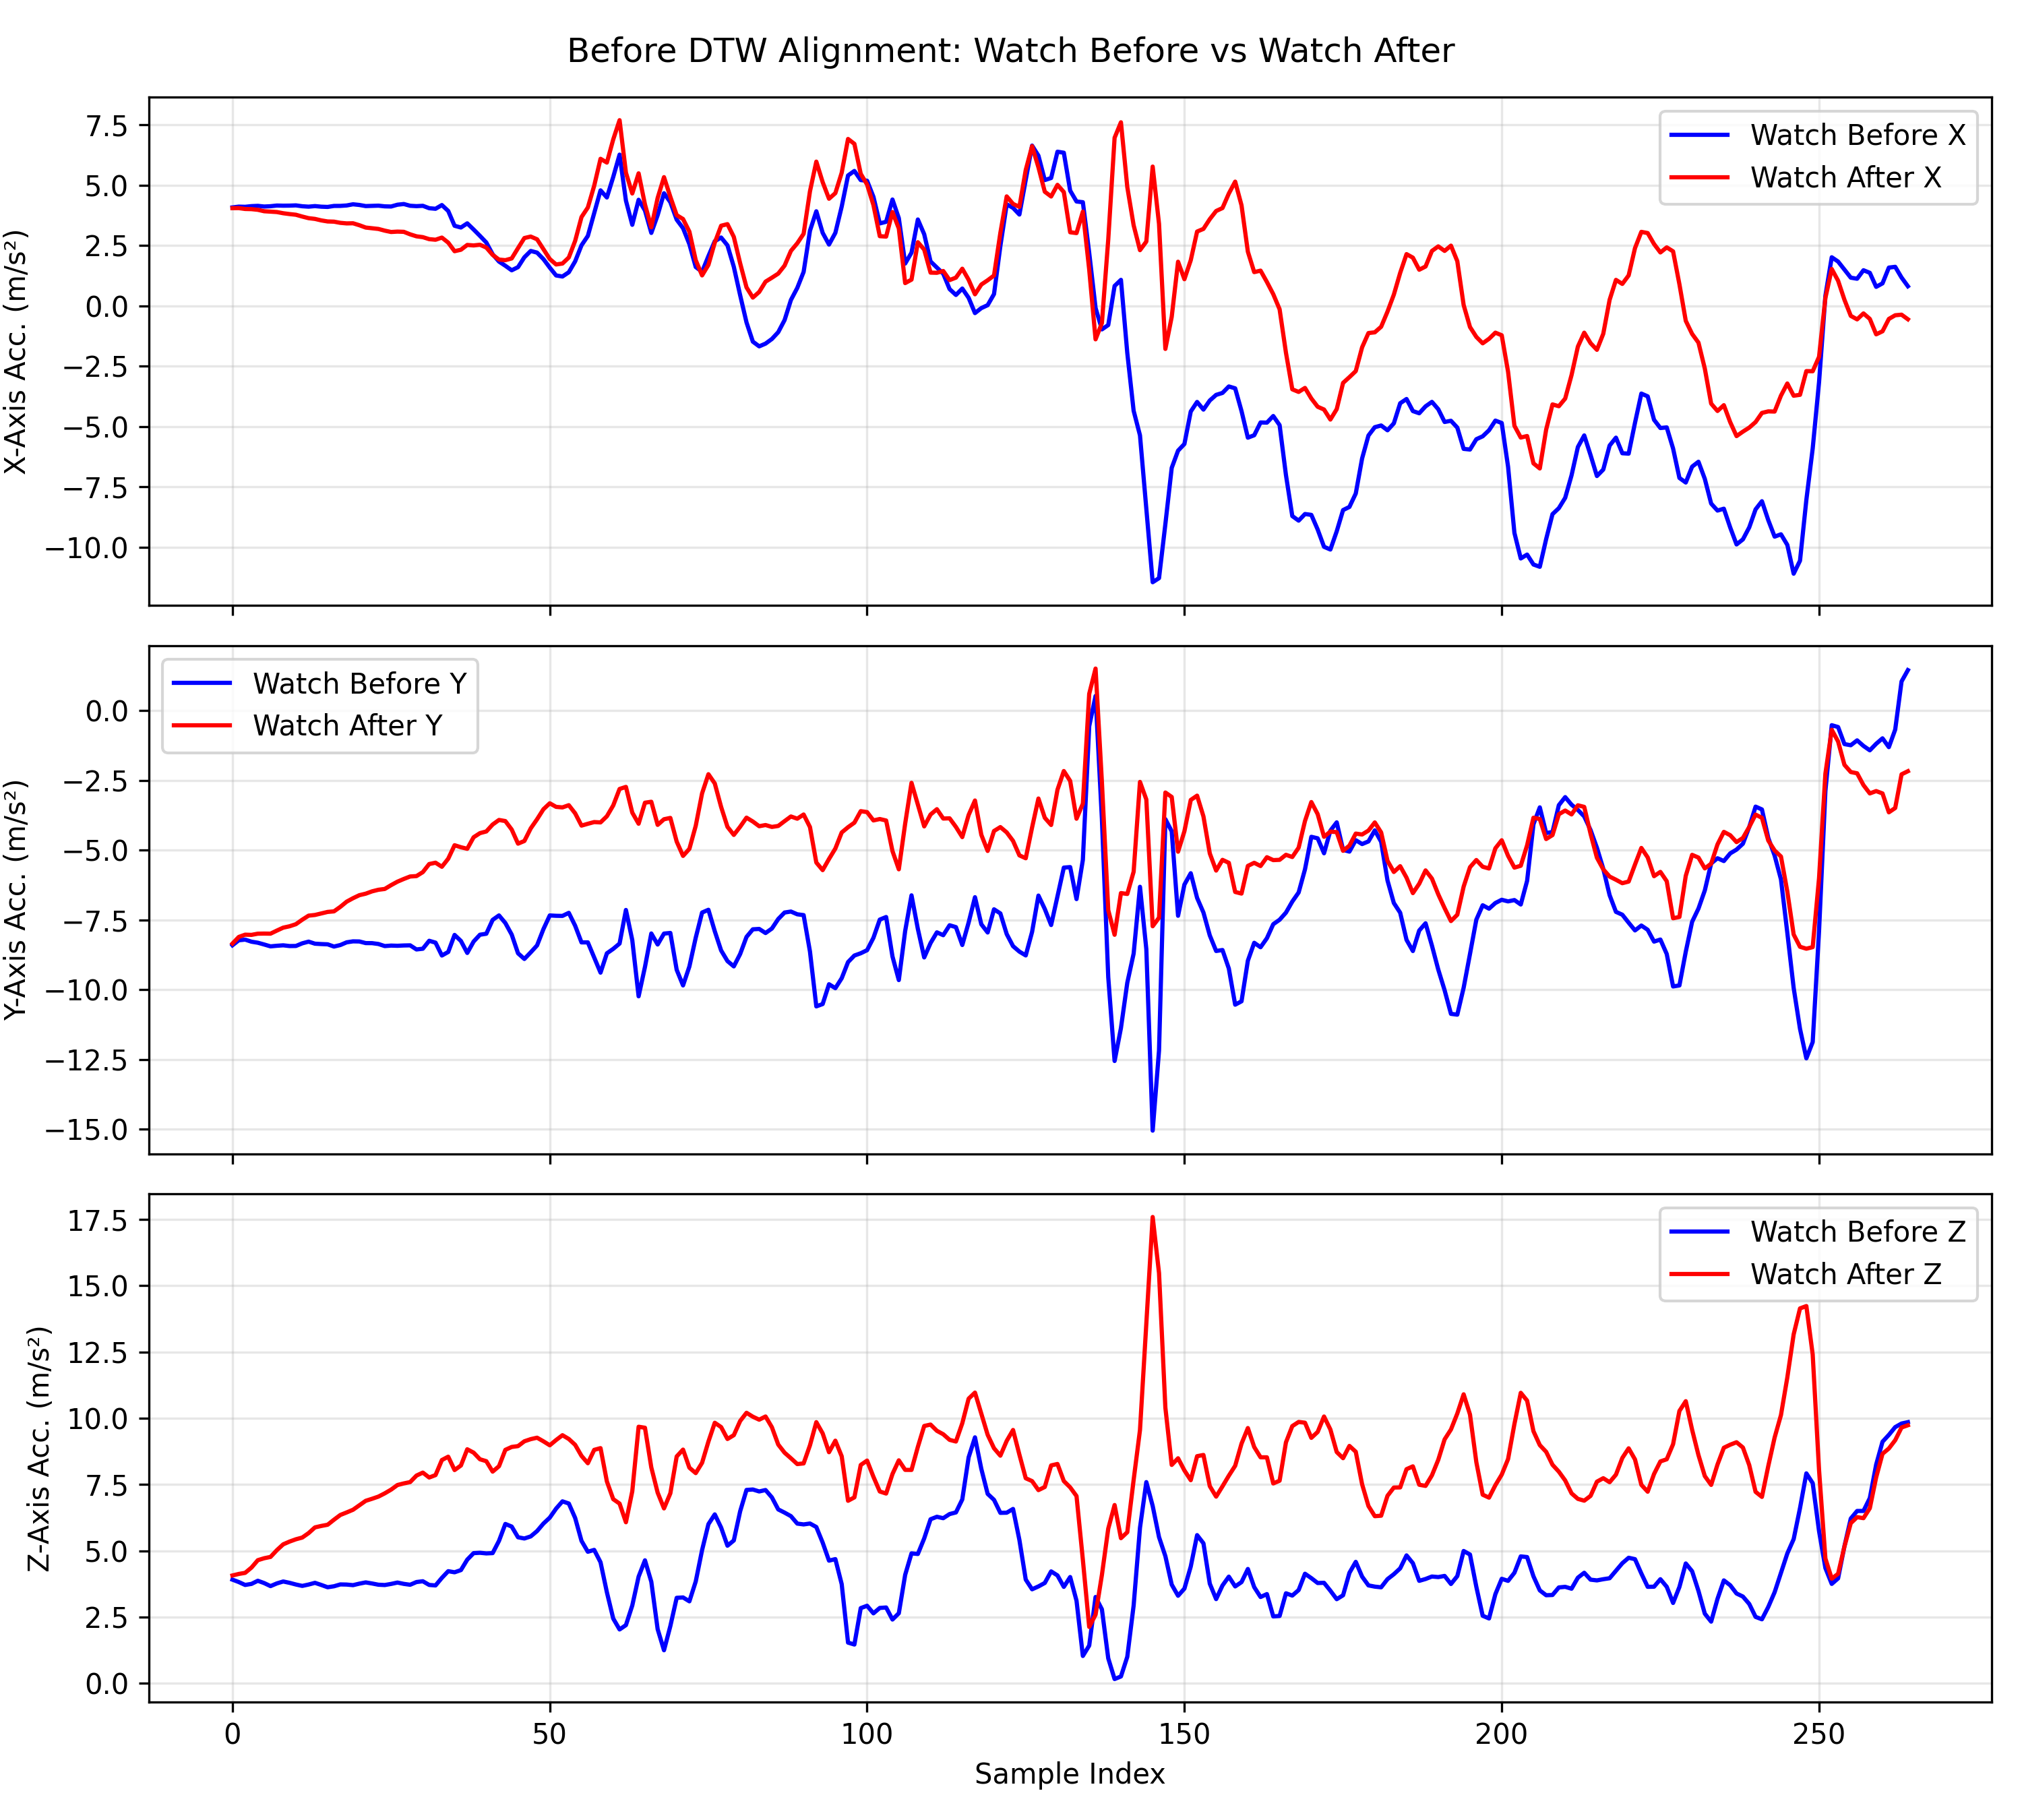 Before DTW Alignment: Watch Before vs Watch After
7.5
5.0
2.5
0.0
−2.5
−5.0
−7.5
−10.0
X-Axis Acc. (m/s²)
Watch Before X
Watch After X
0.0
−2.5
−5.0
−7.5
−10.0
−12.5
−15.0
Y-Axis Acc. (m/s²)
Watch Before Y
Watch After Y
17.5
15.0
12.5
10.0
7.5
5.0
2.5
0.0
Z-Axis Acc. (m/s²)
Watch Before Z
Watch After Z
0 50 100 150 200 250
Sample Index